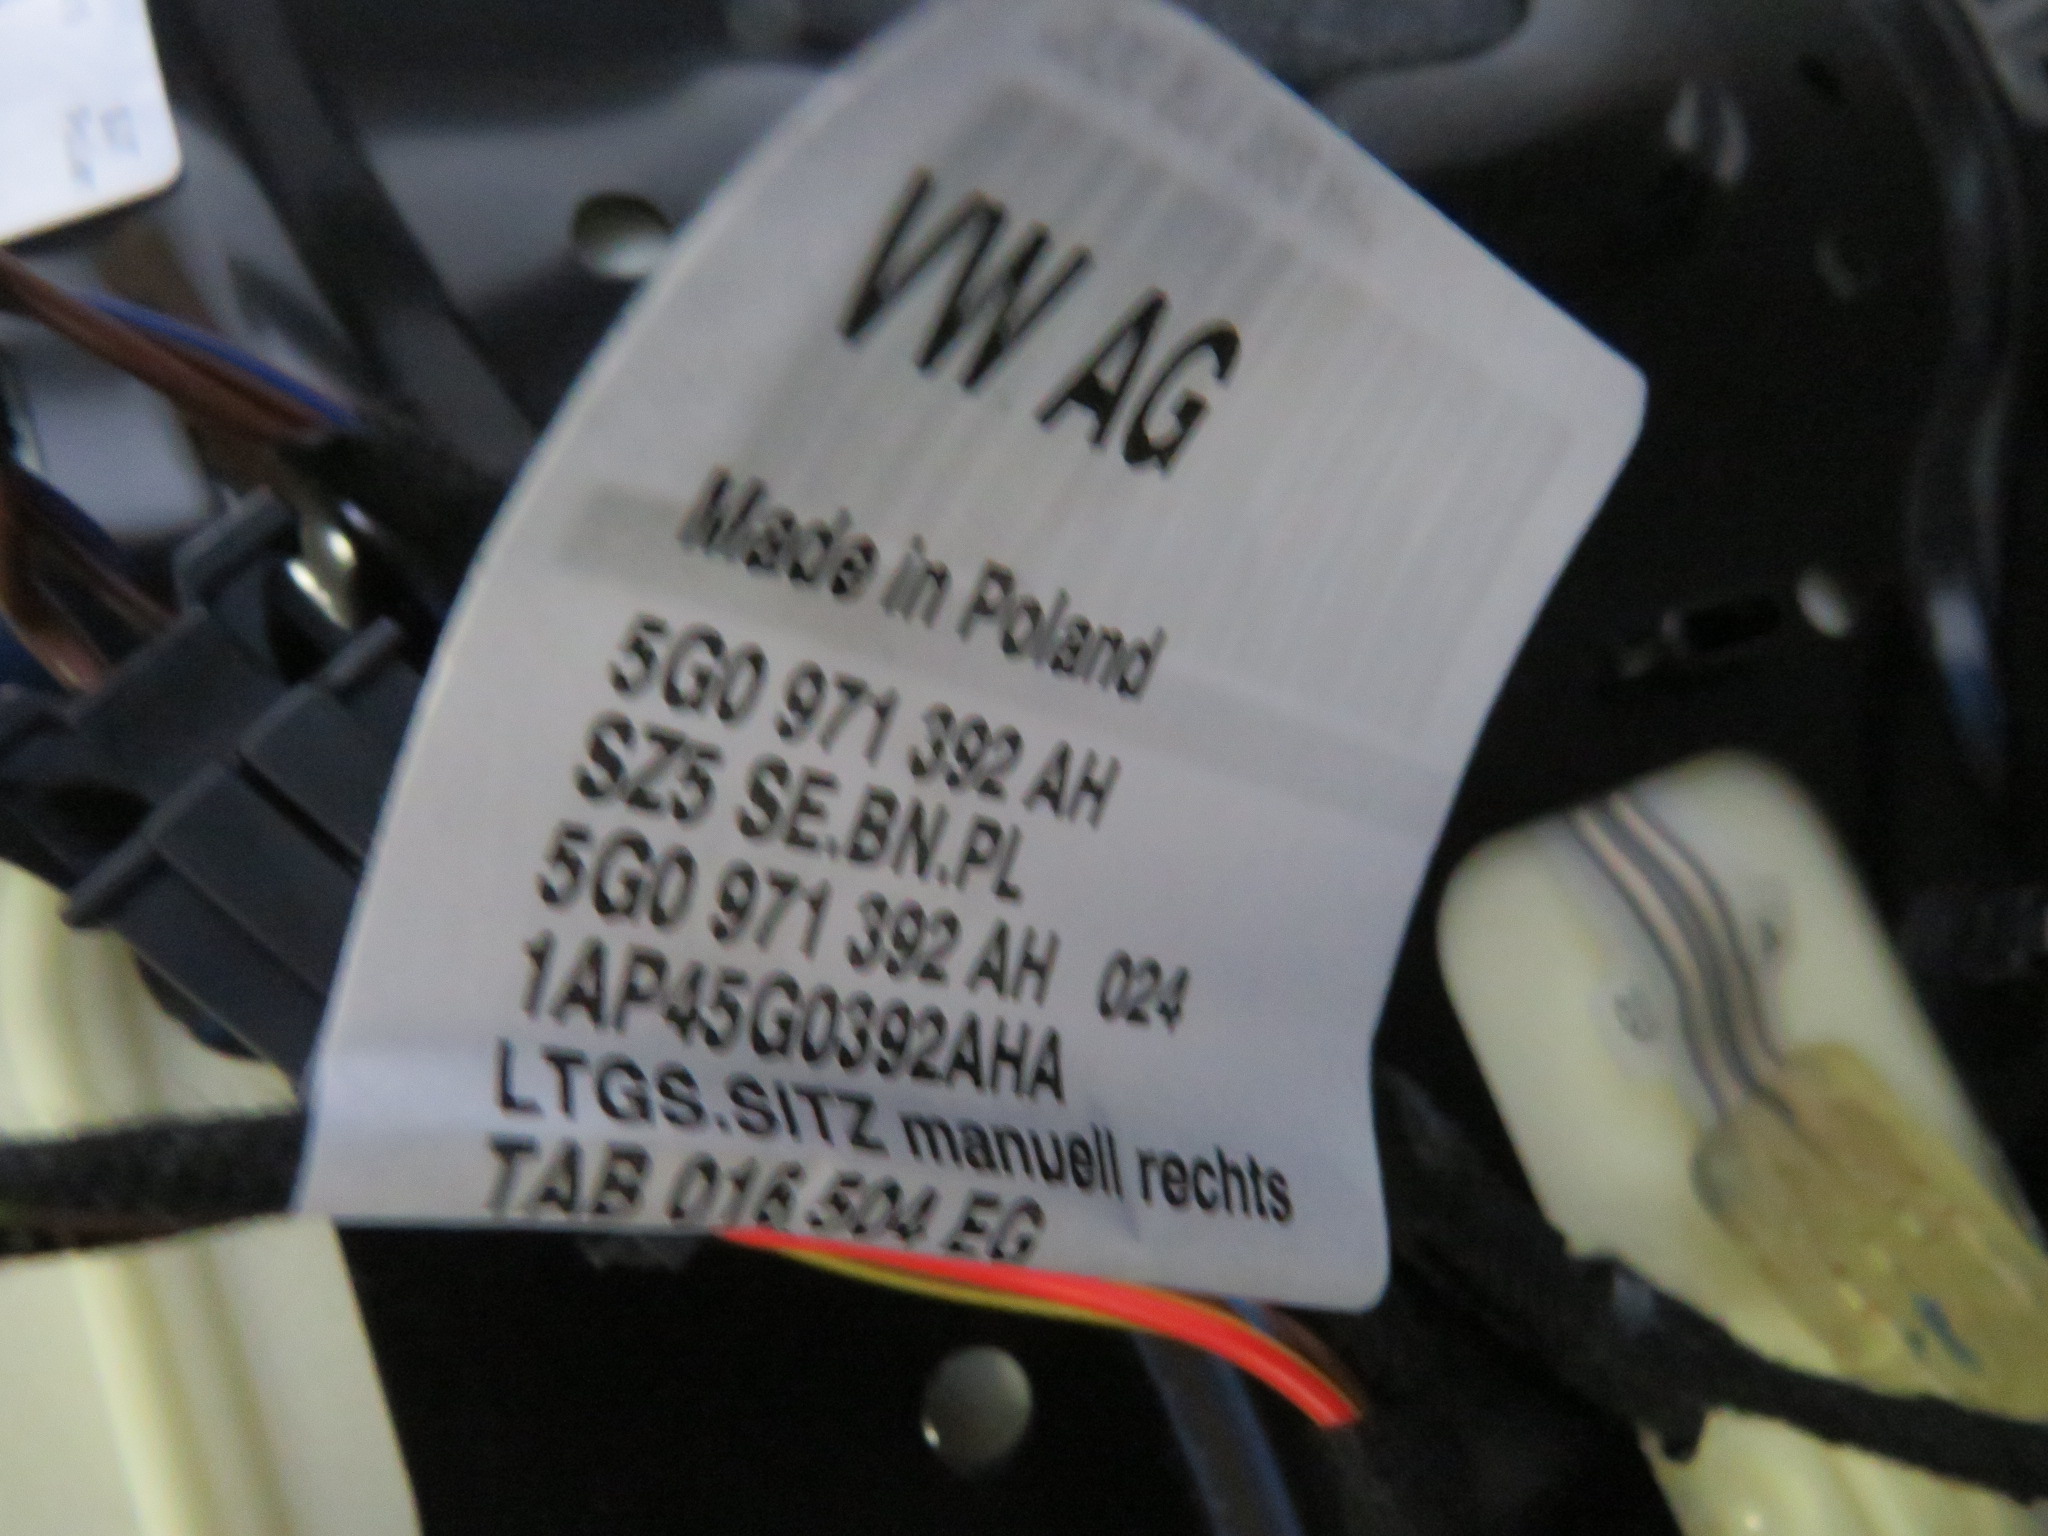 VW AG
Made in Poland
5G0 971 392 AH
SZ5 SE.BN.PL
5G0 971 392 AH 024
1AP45G0392AHA
LTGS.SITZ manuell rechts
TAB 016 504 EG